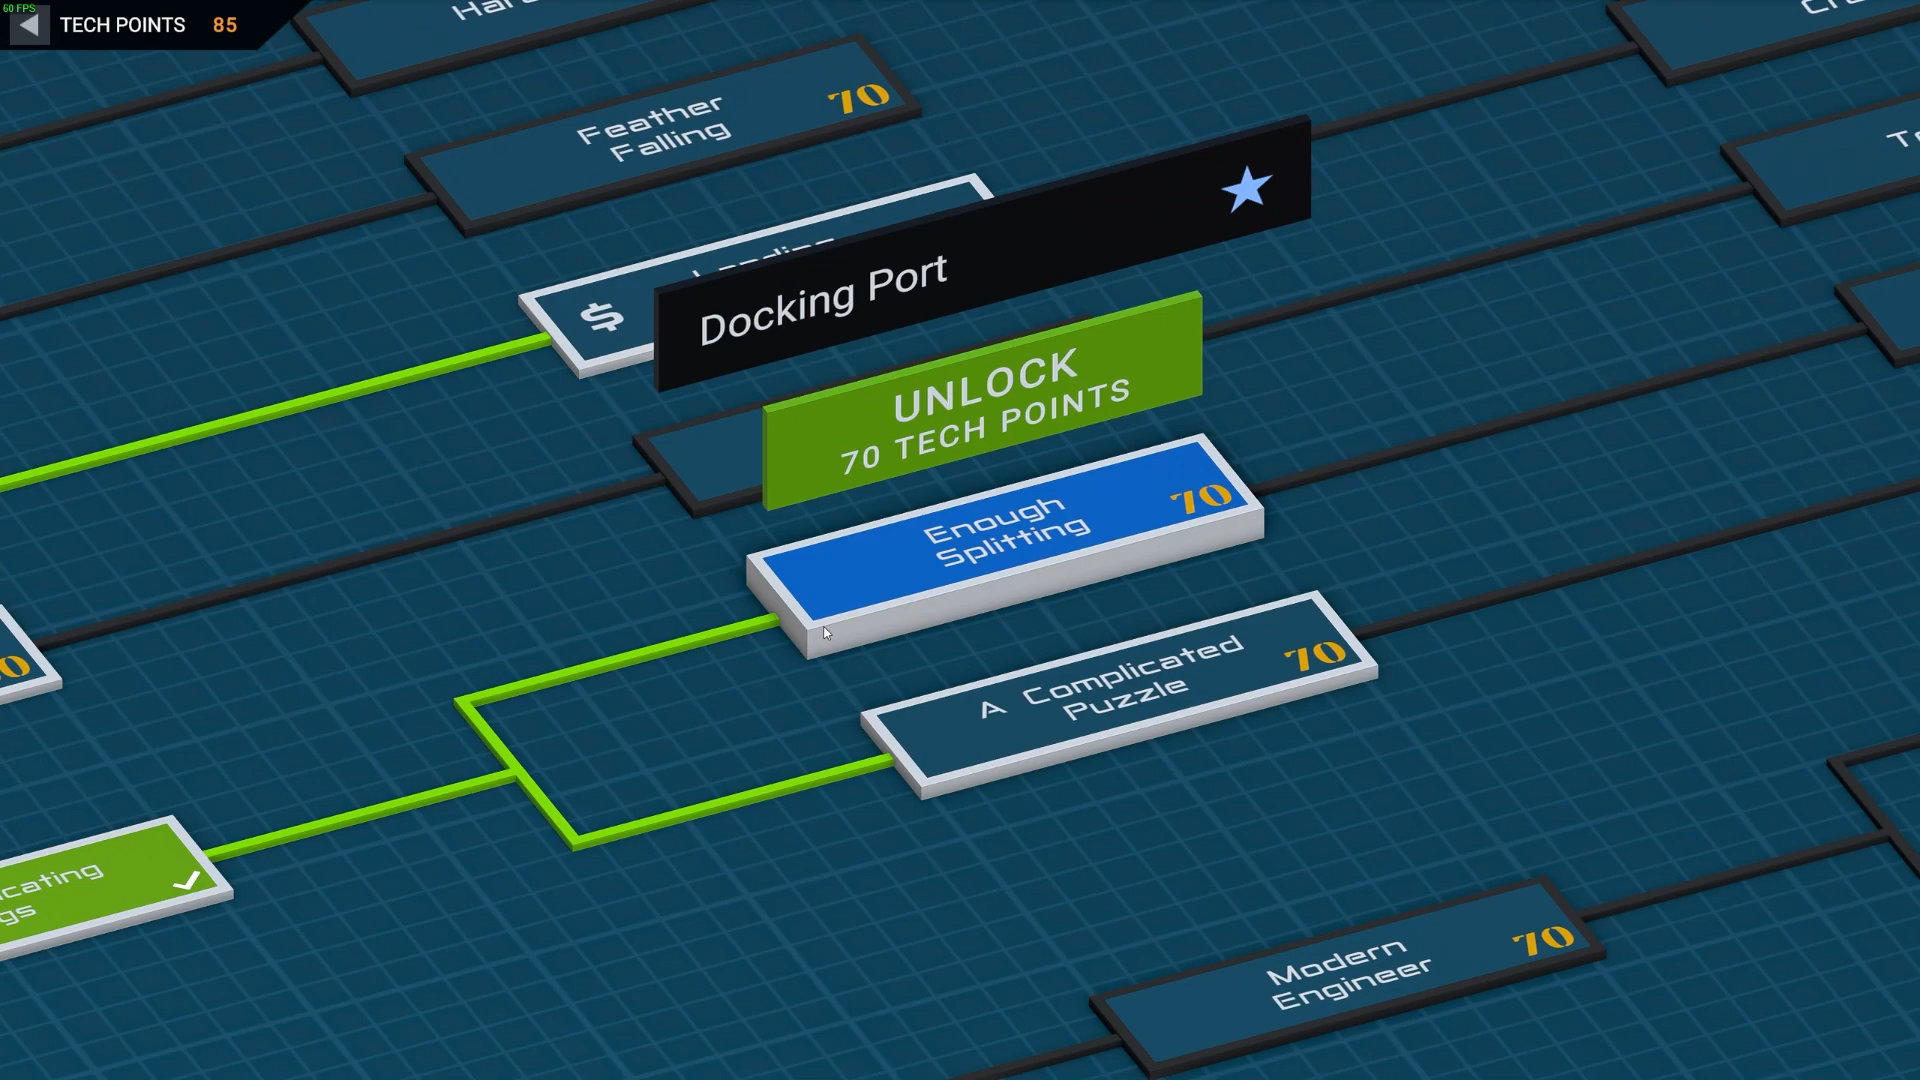 60 FPS
TECH POINTS 85
Feather
Falling
70
$
Docking Port
UNLOCK
70 TECH POINTS
Enough
Splitting
70
A Complicated
Puzzle
70
Modern
Engineer
70